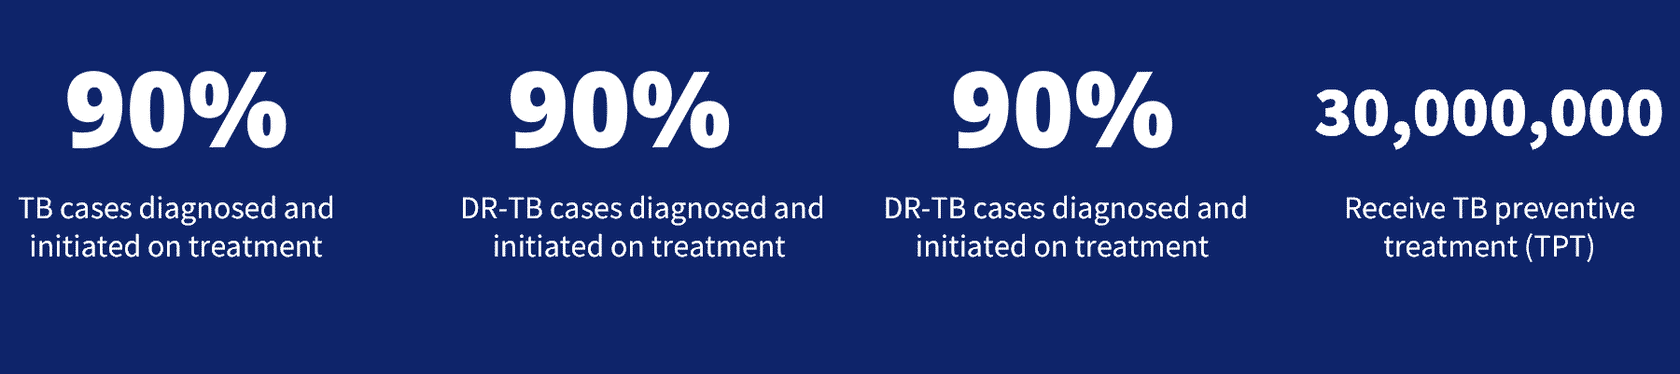 90%
TB cases diagnosed and
initiated on treatment
90%
DR-TB cases diagnosed and
initiated on treatment
90%
DR-TB cases diagnosed and
initiated on treatment
30,000,000
Receive TB preventive
treatment (TPT)